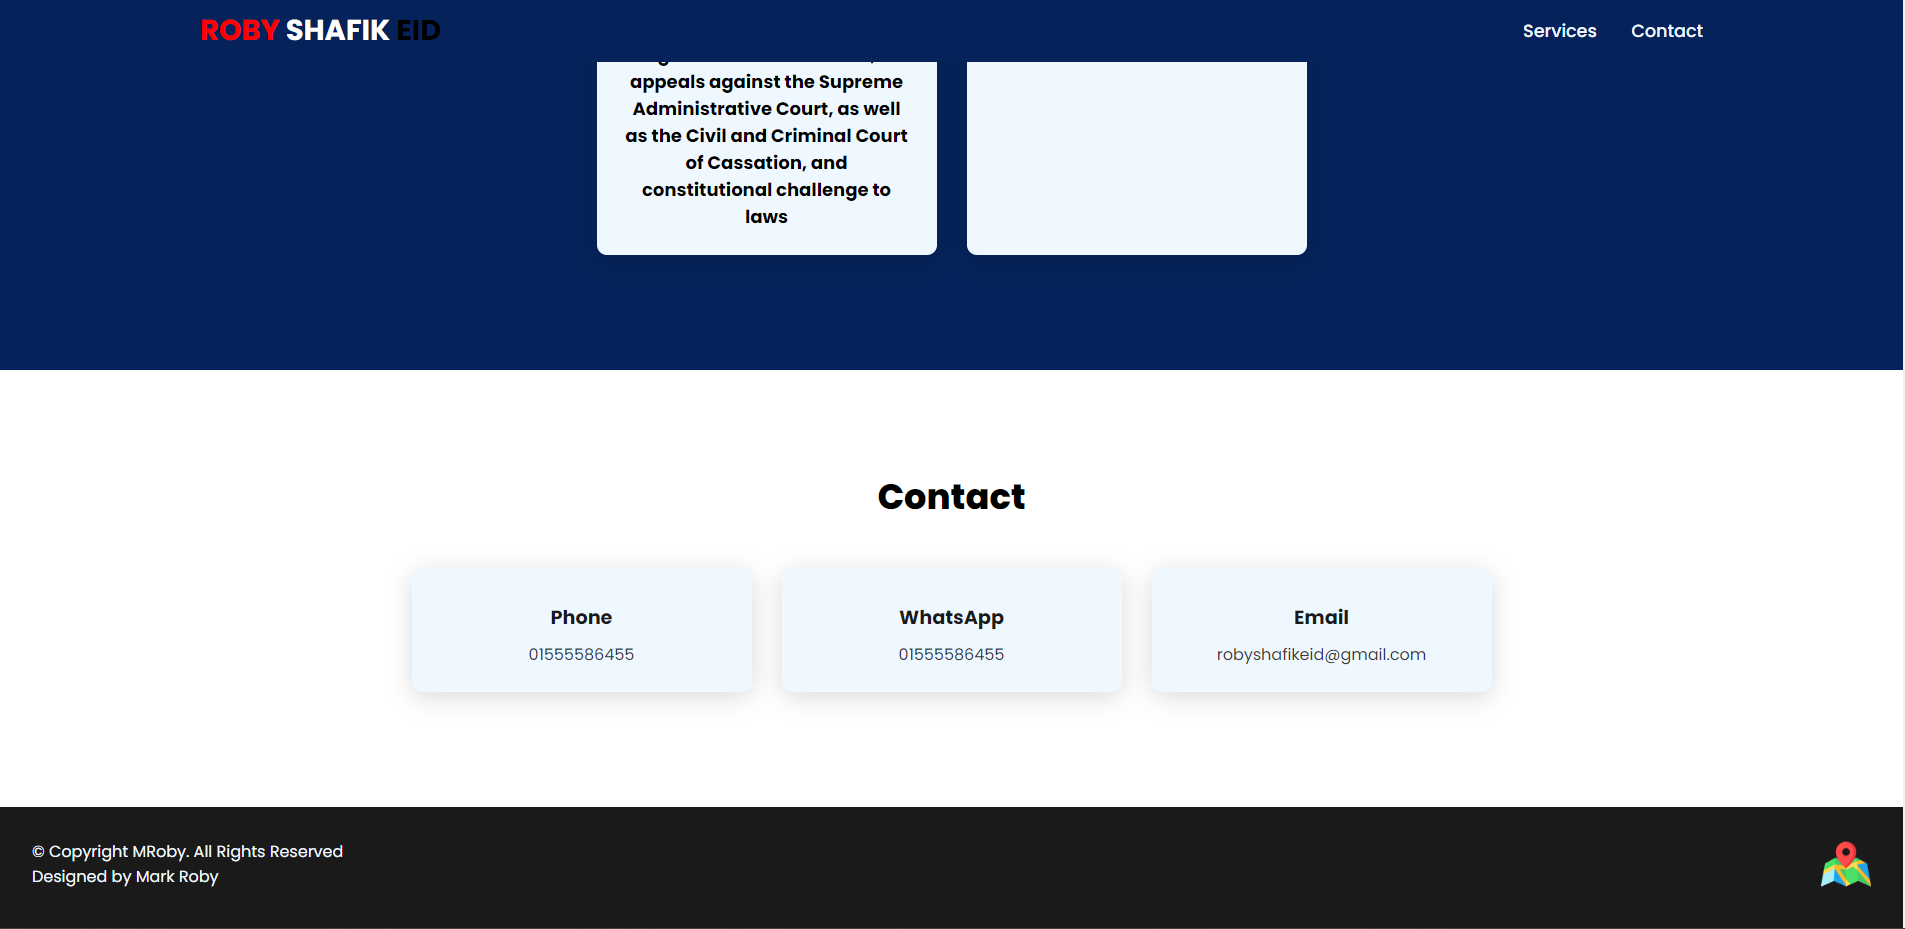 ROBY SHAFIK EID
Services
Contact
appeals against the Supreme
Administrative Court, as well
as the Civil and Criminal Court
of Cassation, and
constitutional challenge to
laws
Contact
Phone
01555586455
WhatsApp
01555586455
Email
robyshafikeid@gmail.com
© Copyright MRoby. All Rights Reserved
Designed by Mark Roby